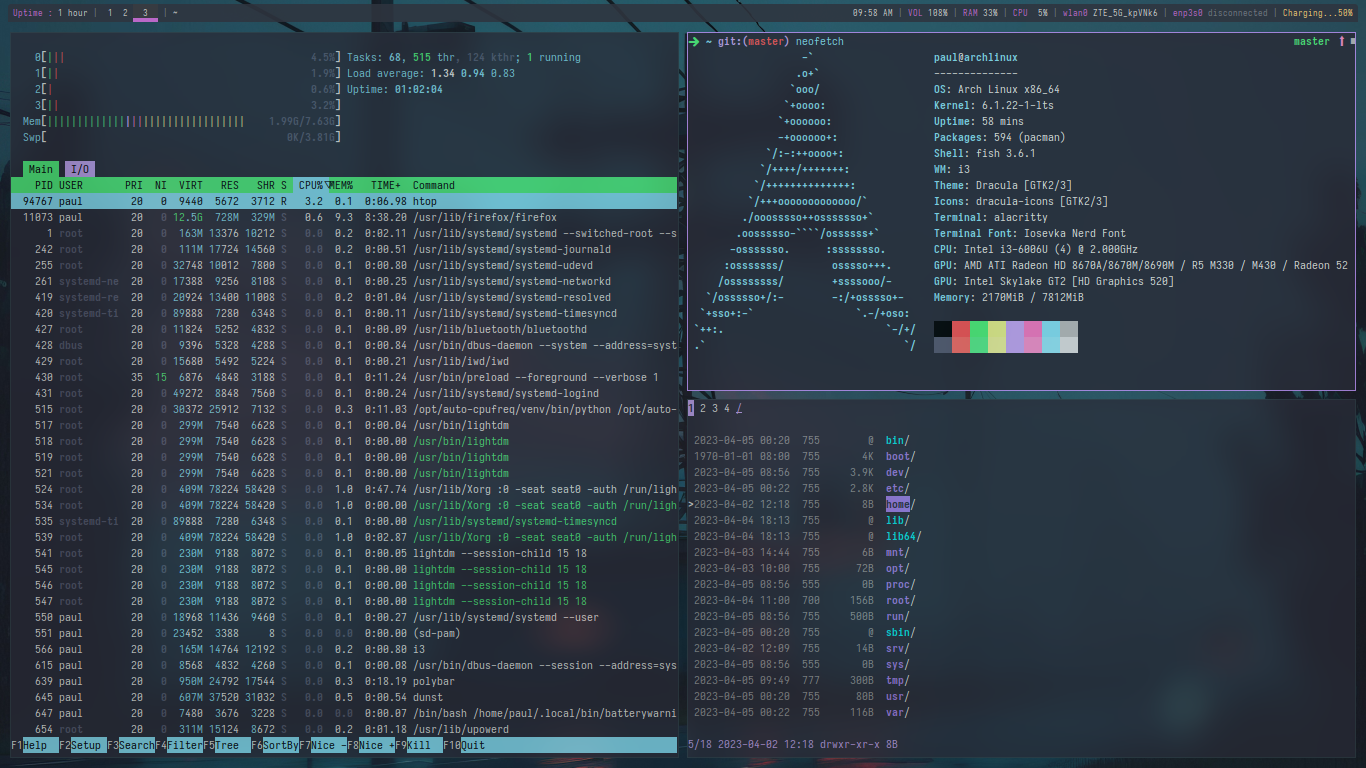 Uptime : 1 hour | 1 2 3 | ~
09:58 AM | VOL 108% | RAM 33% | CPU 5% | wlan0 ZTE_5G_kpVNk6 | enp3s0 disconnected | Charging...50%
0[||| 4.5%] Tasks: 68, 515 thr, 124 kthr; 1 running
1[|| 1.9%] Load average: 1.34 0.94 0.83
2[| 0.6%] Uptime: 01:02:04
3[|| 3.2%]
Mem[||||||||||||||||||||||||||||||||| 1.99G/7.63G]
Swp[ 0K/3.81G]
Main I/O
PID USER PRI NI VIRT RES SHR S CPU%▽MEM% TIME+ Command
94767 paul 20 0 9440 5672 3712 R 3.2 0.1 0:06.98 htop
11073 paul 20 0 12.5G 728M 329M S 0.6 9.3 8:38.20 /usr/lib/firefox/firefox
1 root 20 0 163M 13376 10212 S 0.0 0.2 0:02.11 /usr/lib/systemd/systemd --switched-root --s
242 root 20 0 111M 17724 14560 S 0.0 0.2 0:00.51 /usr/lib/systemd/systemd-journald
255 root 20 0 32748 10012 7800 S 0.0 0.1 0:00.80 /usr/lib/systemd/systemd-udevd
261 systemd-ne 20 0 17388 9256 8108 S 0.0 0.1 0:00.25 /usr/lib/systemd/systemd-networkd
419 systemd-re 20 0 20924 13400 11008 S 0.0 0.2 0:01.04 /usr/lib/systemd/systemd-resolved
420 systemd-ti 20 0 89888 7280 6348 S 0.0 0.1 0:00.11 /usr/lib/systemd/systemd-timesyncd
427 root 20 0 11824 5252 4832 S 0.0 0.1 0:00.09 /usr/lib/bluetooth/bluetoothd
428 dbus 20 0 9396 5328 4288 S 0.0 0.1 0:00.84 /usr/bin/dbus-daemon --system --address=syst
429 root 20 0 15680 5492 5224 S 0.0 0.1 0:00.21 /usr/lib/iwd/iwd
430 root 35 15 6876 4848 3188 S 0.0 0.1 0:11.24 /usr/bin/preload --foreground --verbose 1
431 root 20 0 49272 8848 7560 S 0.0 0.1 0:00.24 /usr/lib/systemd/systemd-logind
515 root 20 0 30372 25912 7132 S 0.0 0.3 0:11.03 /opt/auto-cpufreq/venv/bin/python /opt/auto-
517 root 20 0 299M 7540 6628 S 0.0 0.1 0:00.04 /usr/bin/lightdm
518 root 20 0 299M 7540 6628 S 0.0 0.1 0:00.00 /usr/bin/lightdm
519 root 20 0 299M 7540 6628 S 0.0 0.1 0:00.00 /usr/bin/lightdm
521 root 20 0 299M 7540 6628 S 0.0 0.1 0:00.00 /usr/bin/lightdm
524 root 20 0 409M 78224 58420 S 0.0 1.0 0:47.74 /usr/lib/Xorg :0 -seat seat0 -auth /run/ligh
534 root 20 0 409M 78224 58420 S 0.0 1.0 0:00.00 /usr/lib/Xorg :0 -seat seat0 -auth /run/ligh
535 systemd-ti 20 0 89888 7280 6348 S 0.0 0.1 0:00.00 /usr/lib/systemd/systemd-timesyncd
539 root 20 0 409M 78224 58420 S 0.0 1.0 0:02.87 /usr/lib/Xorg :0 -seat seat0 -auth /run/ligh
541 root 20 0 230M 9188 8072 S 0.0 0.1 0:00.05 lightdm --session-child 15 18
545 root 20 0 230M 9188 8072 S 0.0 0.1 0:00.00 lightdm --session-child 15 18
546 root 20 0 230M 9188 8072 S 0.0 0.1 0:00.00 lightdm --session-child 15 18
547 root 20 0 230M 9188 8072 S 0.0 0.1 0:00.00 lightdm --session-child 15 18
550 paul 20 0 18968 11436 9460 S 0.0 0.1 0:00.27 /usr/lib/systemd/systemd --user
551 paul 20 0 23452 3388 8 S 0.0 0.0 0:00.00 (sd-pam)
566 paul 20 0 165M 14764 12192 S 0.0 0.2 0:00.80 i3
615 paul 20 0 8568 4832 4260 S 0.0 0.1 0:00.08 /usr/bin/dbus-daemon --session --address=sys
639 paul 20 0 950M 24792 17544 S 0.0 0.3 0:18.19 polybar
645 paul 20 0 607M 37520 31032 S 0.0 0.5 0:00.54 dunst
647 paul 20 0 7480 3676 3228 S 0.0 0.0 0:00.07 /bin/bash /home/paul/.local/bin/batterywarni
654 root 20 0 311M 15124 8672 S 0.0 0.2 0:01.18 /usr/lib/upowerd
F1Help F2Setup F3SearchF4FilterF5Tree F6SortByF7Nice -F8Nice +F9Kill F10Quit
➜ ~ git:(master) neofetch master ↑
-`
.o+`
`ooo/
`+oooo:
`+oooooo:
-+oooooo+:
`/:-:++oooo+:
`/++++/+++++++:
`/++++++++++++++:
`/+++ooooooooooooo/`
./ooosssso++osssssso+`
.oossssso-````/ossssss+`
-osssssso. :ssssssso.
:osssssss/ osssso+++.
/ossssssss/ +ssssooo/-
`/ossssso+/:- -:/+osssso+-
`+sso+:-` `.-/+oso:
`++:. `-/+/
.` `/
paul@archlinux
--------------
OS: Arch Linux x86_64
Kernel: 6.1.22-1-lts
Uptime: 58 mins
Packages: 594 (pacman)
Shell: fish 3.6.1
WM: i3
Theme: Dracula [GTK2/3]
Icons: dracula-icons [GTK2/3]
Terminal: alacritty
Terminal Font: Iosevka Nerd Font
CPU: Intel i3-6006U (4) @ 2.000GHz
GPU: AMD ATI Radeon HD 8670A/8670M/8690M / R5 M330 / M430 / Radeon 52
GPU: Intel Skylake GT2 [HD Graphics 520]
Memory: 2170MiB / 7812MiB
1 2 3 4 /
2023-04-05 00:20 755 @ bin/
1970-01-01 08:00 755 4K boot/
2023-04-05 08:56 755 3.9K dev/
2023-04-05 00:22 755 2.8K etc/
>2023-04-02 12:18 755 8B home/
2023-04-04 18:13 755 @ lib/
2023-04-04 18:13 755 @ lib64/
2023-04-03 14:44 755 6B mnt/
2023-04-03 10:00 755 72B opt/
2023-04-05 08:56 555 0B proc/
2023-04-04 11:00 700 156B root/
2023-04-05 08:57 755 500B run/
2023-04-05 00:20 755 @ sbin/
2023-04-02 12:09 755 14B srv/
2023-04-05 08:56 555 0B sys/
2023-04-05 09:49 777 300B tmp/
2023-04-05 00:20 755 80B usr/
2023-04-05 00:22 755 116B var/
5/18 2023-04-02 12:18 drwxr-xr-x 8B